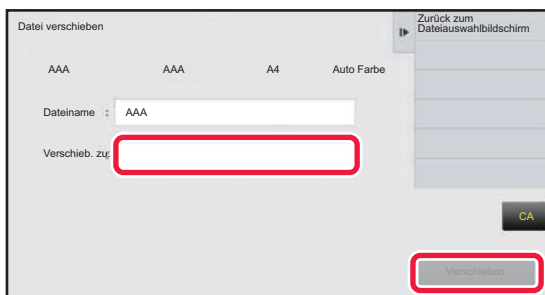 Datei verschieben
Zurück zum
Dateiauswahlbildschirm
AAA AAA A4 Auto Farbe
Dateiname : AAA
Verschieb. zu:
CA
Verschieben